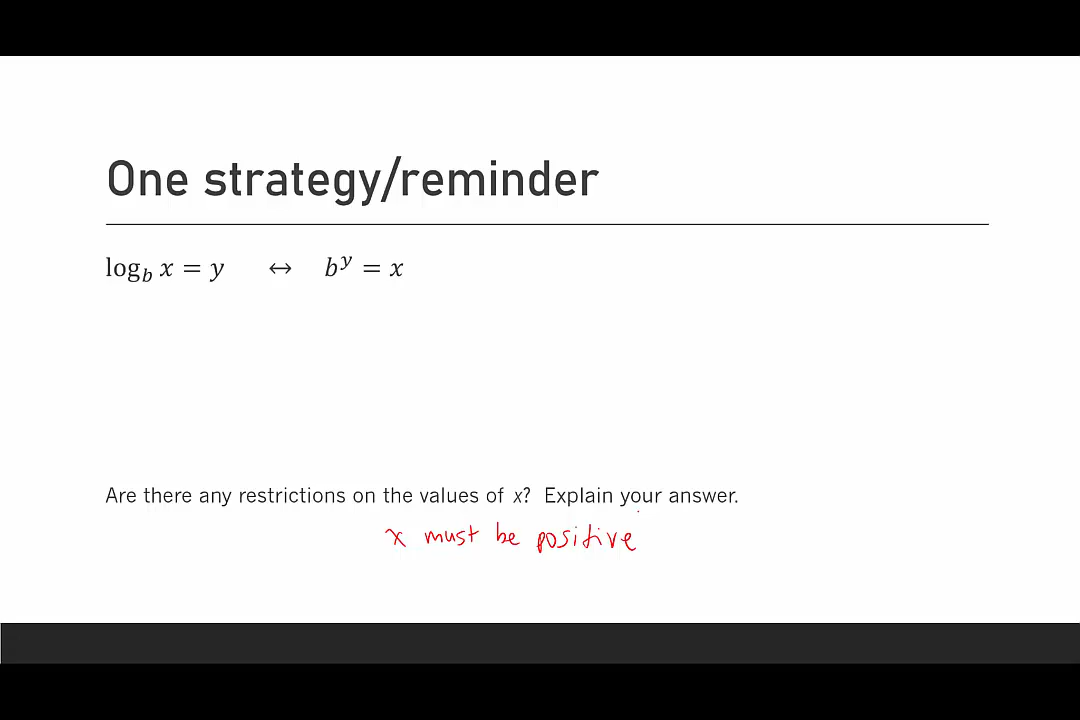 One strategy/reminder
log_b x = y ↔ b^y = x
Are there any restrictions on the values of x? Explain your answer.
x must be positive